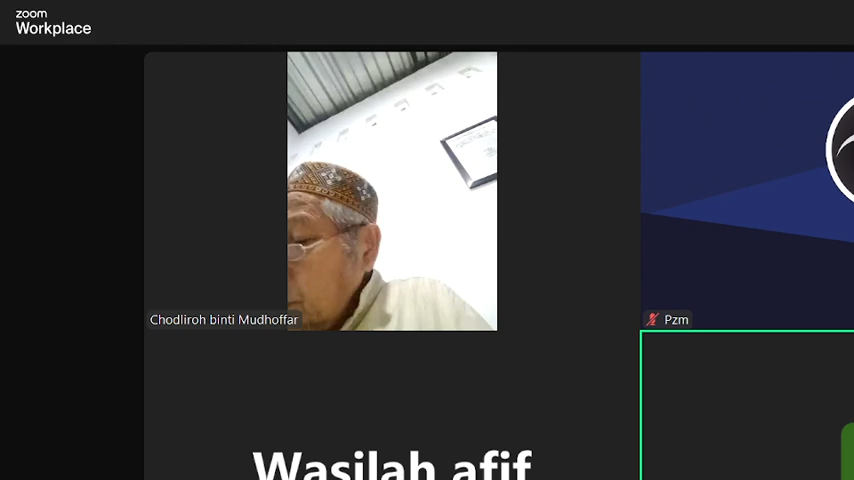 zoom
Workplace
Chodliroh binti Mudhoffar
Pzm
Wasilah afif